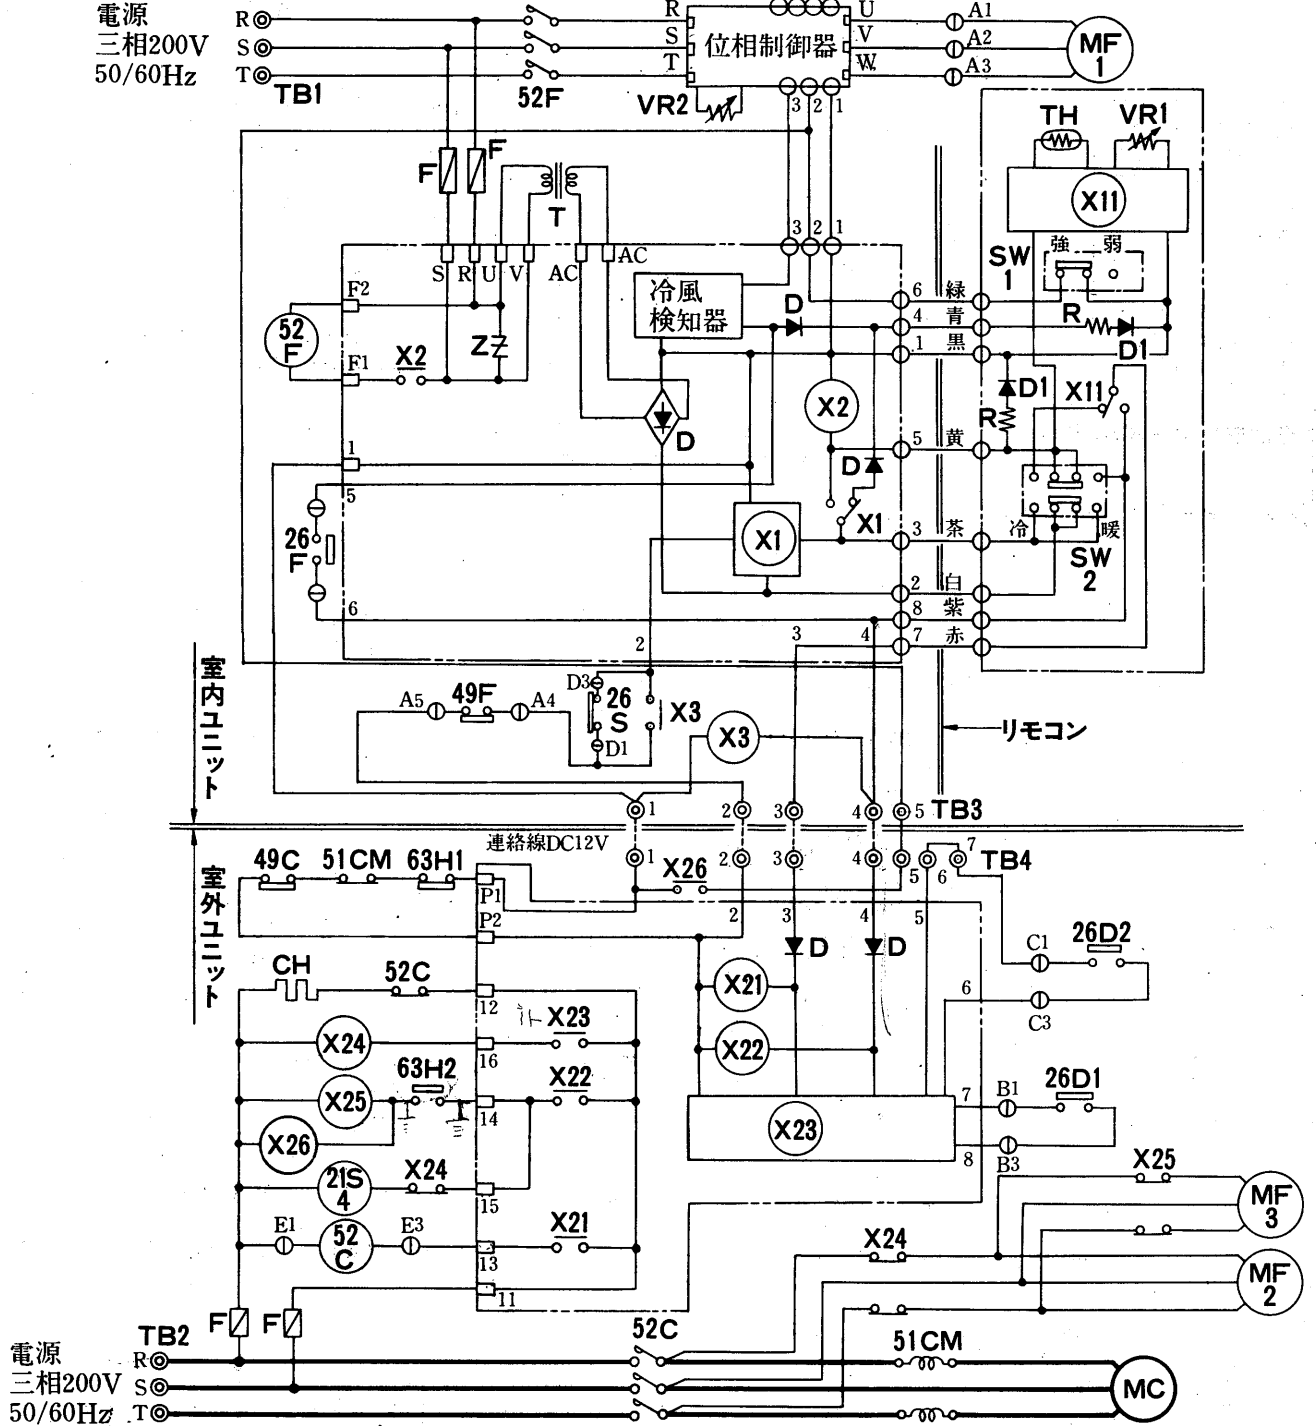 電源
三相200V
50/60Hz
R
S
T
TB1
52F
R
S
T
位相制御器
U
V
W
A1
A2
A3
MF
1
VR2
3
2
1
F
F
T
TH
VR1
X11
SW
1
強
弱
3
2
1
S
R
U
V
AC
AC
冷風
検知器
F2
52
F
F1
X2
Z
D
D
6
緑
4
青
1
黒
R
D1
D1
R
X11
X2
5
黄
D
X1
X1
3
茶
冷
暖
SW
2
2
白
8
紫
7
赤
1
5
26
F
6
2
3
4
室内ユニット
A5
49F
A4
D3
26
S
D1
X3
X3
リモコン
1
2
3
4
5
TB3
連絡線DC12V
室外ユニット
49C
51CM
63H1
P1
P2
1
X26
2
3
4
5
6
7
TB4
2
3
4
5
D
D
C1
26D2
6
C3
CH
52C
12
X21
X23
X24
16
X22
63H2
X25
X22
14
X26
21S
4
X24
15
E1
52
C
E3
13
X21
11
X23
7
B1
26D1
8
B3
X25
MF
3
X24
MF
2
F
F
TB2
52C
51CM
電源
三相200V
50/60Hz
R
S
T
MC